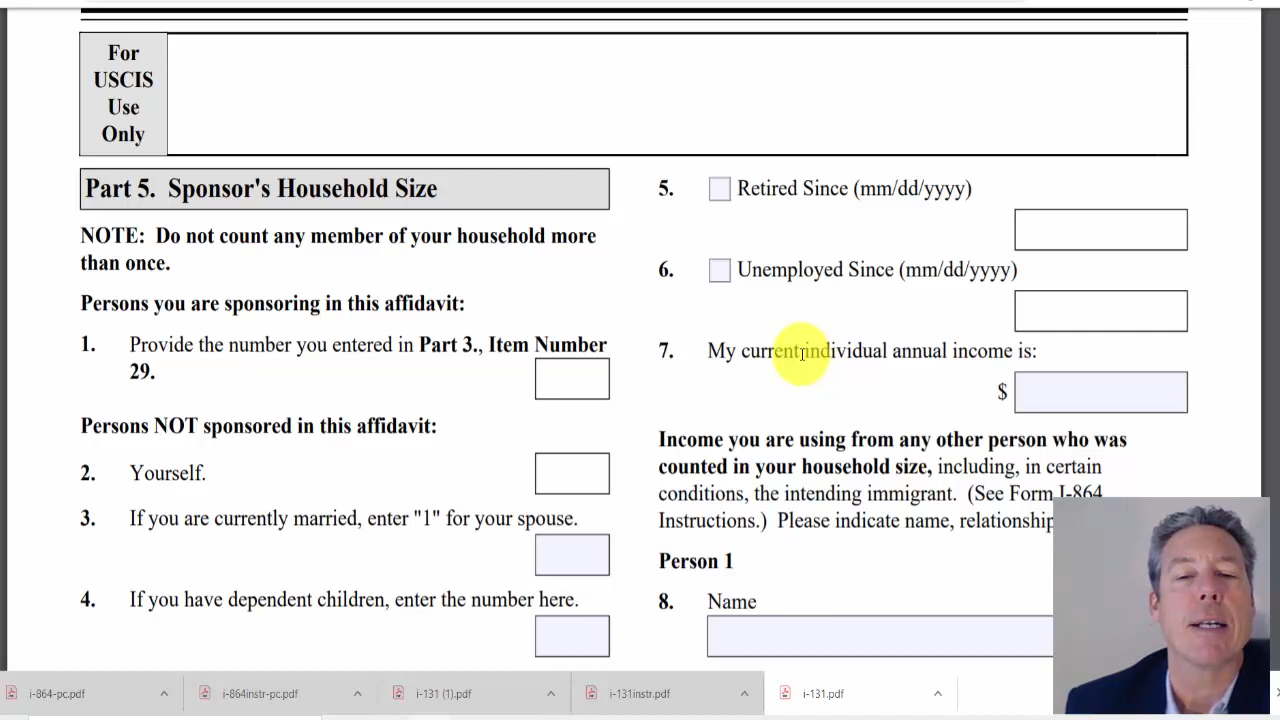 For
USCIS
Use
Only
Part 5. Sponsor's Household Size
NOTE: Do not count any member of your household more
than once.
Persons you are sponsoring in this affidavit:
1. Provide the number you entered in Part 3., Item Number
29.
Persons NOT sponsored in this affidavit:
2. Yourself.
3. If you are currently married, enter "1" for your spouse.
4. If you have dependent children, enter the number here.
5. Retired Since (mm/dd/yyyy)
6. Unemployed Since (mm/dd/yyyy)
7. My current individual annual income is:
$
Income you are using from any other person who was
counted in your household size, including, in certain
conditions, the intending immigrant. (See Form I-864
Instructions.) Please indicate name, relationship
Person 1
8. Name
i-864-pc.pdf
i-864instr-pc.pdf
i-131 (1).pdf
i-131instr.pdf
i-131.pdf